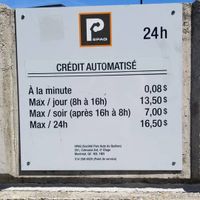 P
SPAQ
24h
CRÉDIT AUTOMATISÉ
À la minute 0,08$
Max / jour (8h à 16h) 13,50$
Max / soir (après 16h à 8h) 7,00$
Max / 24h 16,50$